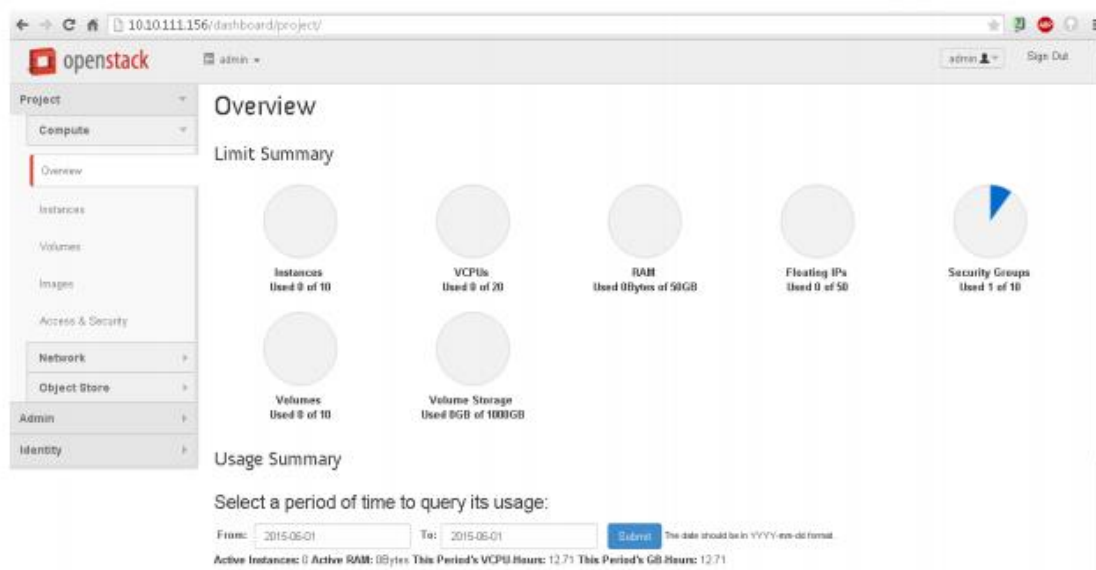 10.10.111.156/dashboard/project/
openstack
admin
admin
Sign Out
Project
Compute
Overview
Instances
Volumes
Images
Access & Security
Network
Object Store
Admin
Identity
Overview
Limit Summary
Instances
Used 0 of 10
VCPUs
Used 0 of 20
RAM
Used 0Bytes of 50GB
Floating IPs
Used 0 of 50
Security Groups
Used 1 of 10
Volumes
Used 0 of 10
Volume Storage
Used 0GB of 1000GB
Usage Summary
Select a period of time to query its usage:
From: 2015-06-01 To: 2015-06-01 Submit The date should be in YYYY-mm-dd format.
Active Instances: 0 Active RAM: 0Bytes This Period's VCPU-Hours: 12.71 This Period's GB-Hours: 12.71